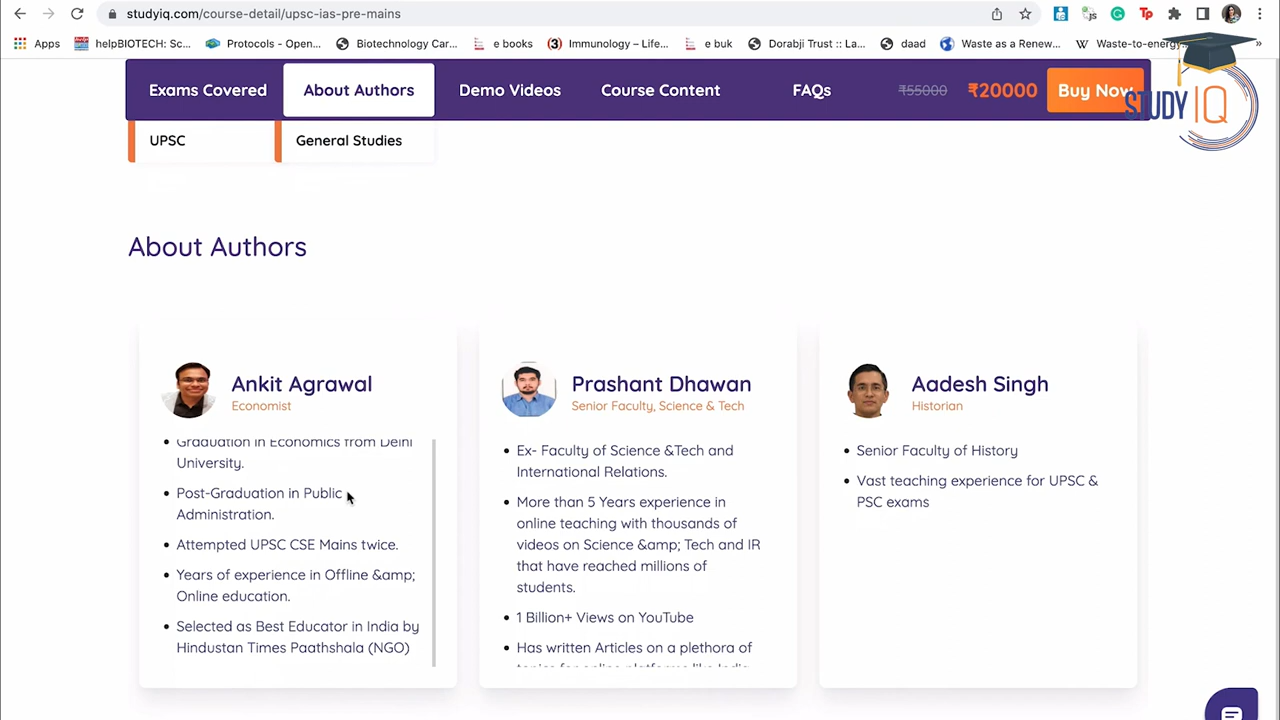 studyiq.com/course-detail/upsc-ias-pre-mains
Apps
helpBIOTECH: Sc...
Protocols - Open...
Biotechnology Car...
e books
Immunology – Life...
e buk
Dorabji Trust :: La...
daad
Waste as a Renew...
Waste-to-energy...
»
Exams Covered
About Authors
Demo Videos
Course Content
FAQs
₹55000
₹20000
Buy Now
STUDY IQ
UPSC
General Studies
About Authors
Ankit Agrawal
Economist
Graduation in Economics from Delhi
University.
Post-Graduation in Public
Administration.
Attempted UPSC CSE Mains twice.
Years of experience in Offline &amp;
Online education.
Selected as Best Educator in India by
Hindustan Times Paathshala (NGO)
Prashant Dhawan
Senior Faculty, Science & Tech
Ex- Faculty of Science &Tech and
International Relations.
More than 5 Years experience in
online teaching with thousands of
videos on Science &amp; Tech and IR
that have reached millions of
students.
1 Billion+ Views on YouTube
Has written Articles on a plethora of
topics for online platforms like India
Aadesh Singh
Historian
Senior Faculty of History
Vast teaching experience for UPSC &
PSC exams